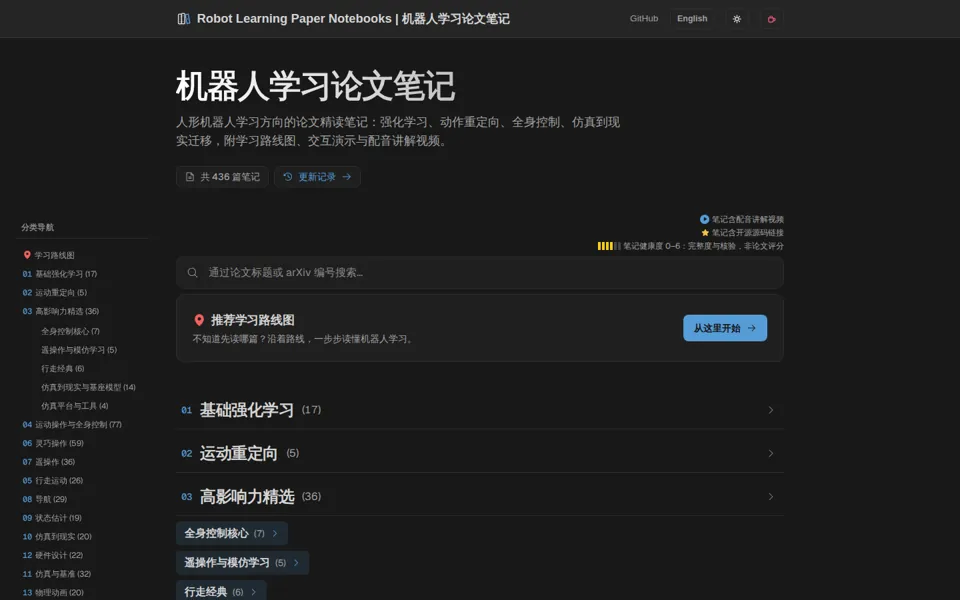 Robot Learning Paper Notebooks | 机器人学习论文笔记
GitHub
English
机器人学习论文笔记
人形机器人学习方向的论文精读笔记：强化学习、动作重定向、全身控制、仿真到现
实迁移，附学习路线图、交互演示与配音讲解视频。
共 436 篇笔记
更新记录 →
笔记含配音讲解视频
笔记含开源源码链接
笔记健康度 0–6：完整度与核验，非论文评分
分类导航
学习路线图
01 基础强化学习 (17)
02 运动重定向 (5)
03 高影响力精选 (36)
全身控制核心 (7)
遥操作与模仿学习 (5)
行走经典 (6)
仿真到现实与基座模型 (14)
仿真平台与工具 (4)
04 运动操作与全身控制 (77)
06 灵巧操作 (59)
07 遥操作 (36)
05 行走运动 (26)
08 导航 (29)
09 状态估计 (19)
10 仿真到现实 (20)
12 硬件设计 (22)
11 仿真与基准 (32)
13 物理动画 (20)
通过论文标题或 arXiv 编号搜索...
推荐学习路线图
不知道先读哪篇？沿着路线，一步步读懂机器人学习。
从这里开始 →
01 基础强化学习 (17)
02 运动重定向 (5)
03 高影响力精选 (36)
全身控制核心 (7)
遥操作与模仿学习 (5)
行走经典 (6)